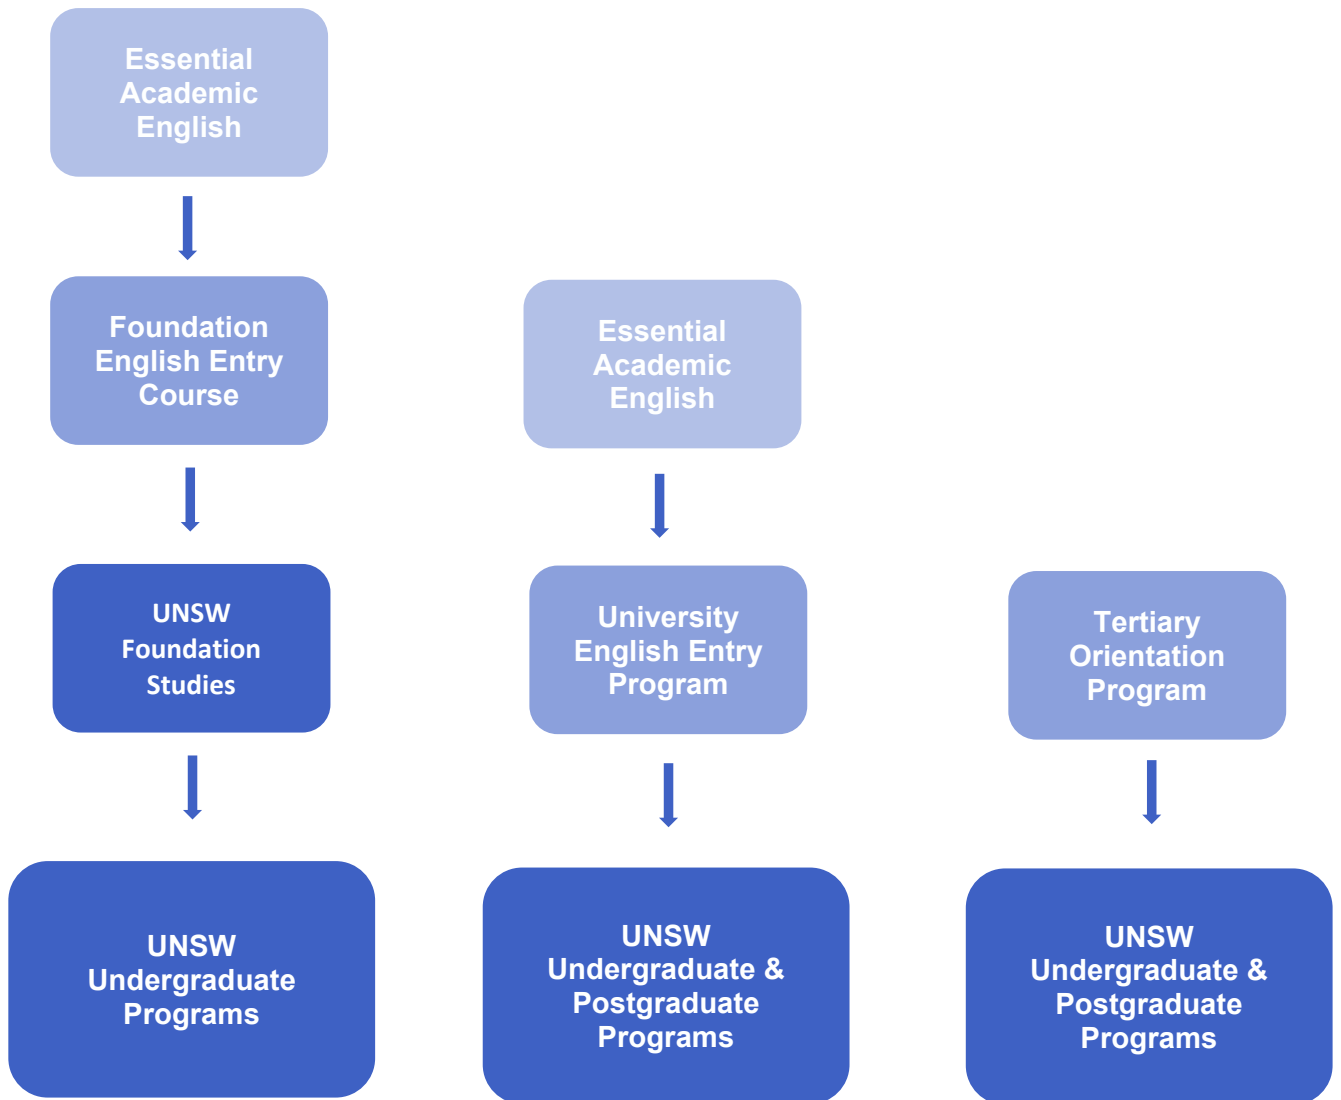 Essential
Academic
English
Foundation
English Entry
Course
UNSW
Foundation
Studies
UNSW
Undergraduate
Programs
Essential
Academic
English
University
English Entry
Program
UNSW
Undergraduate &
Postgraduate
Programs
Tertiary
Orientation
Program
UNSW
Undergraduate &
Postgraduate
Programs